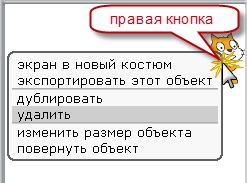 правая кнопка
экран в новый костюм
экспортировать этот объект
дублировать
удалить
изменить размер объекта
повернуть объект